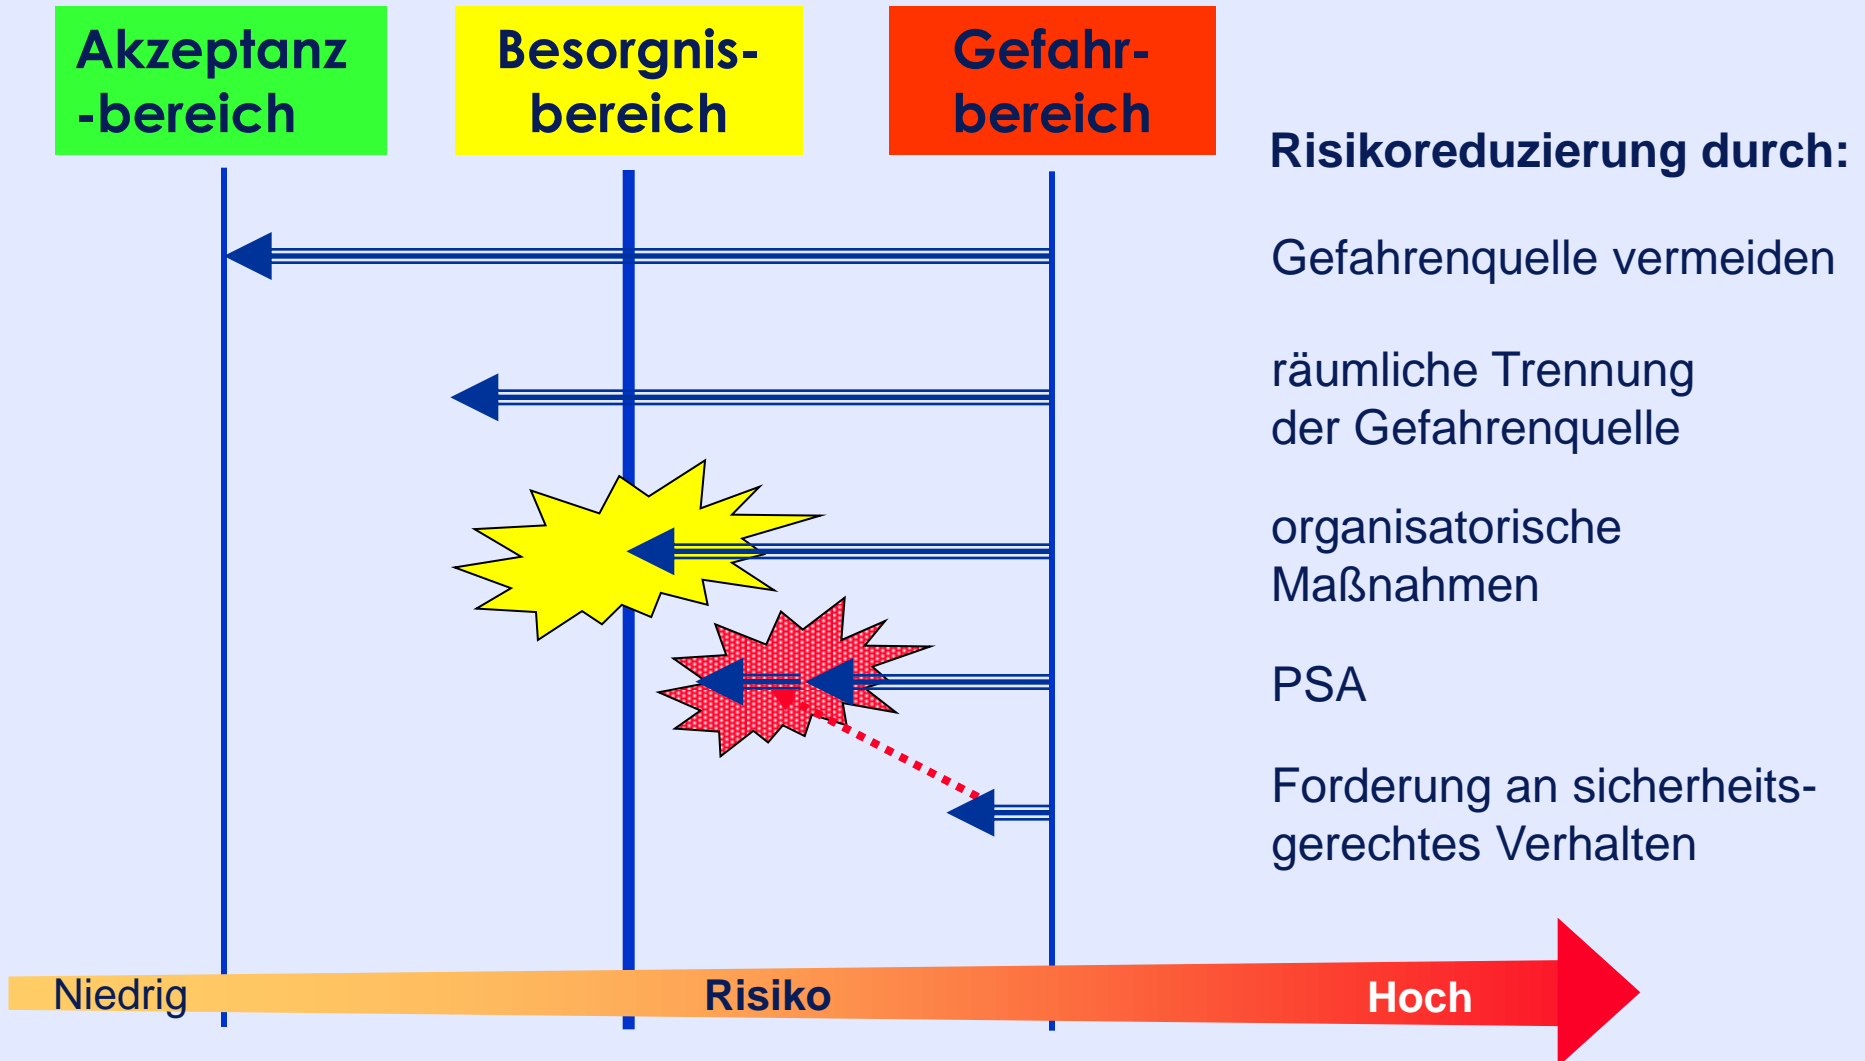 Akzeptanz
-bereich
Besorgnis-
bereich
Gefahr-
bereich
Risikoreduzierung durch:
Gefahrenquelle vermeiden
räumliche Trennung
der Gefahrenquelle
organisatorische
Maßnahmen
PSA
Forderung an sicherheits-
gerechtes Verhalten
Niedrig
Risiko
Hoch